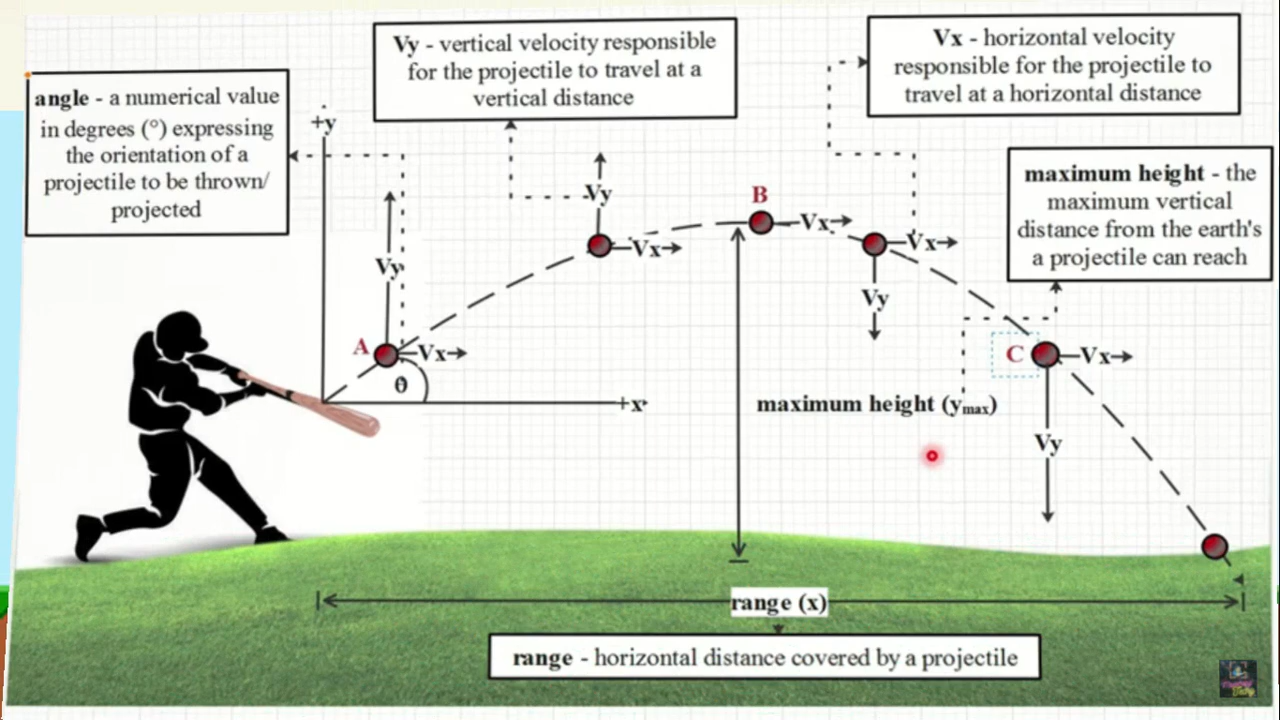 Vy - vertical velocity responsible
for the projectile to travel at a
vertical distance
Vx - horizontal velocity
responsible for the projectile to
travel at a horizontal distance
angle - a numerical value
in degrees (°) expressing
the orientation of a
projectile to be thrown/
projected
+y
maximum height - the
maximum vertical
distance from the earth's
a projectile can reach
Vy
B
Vx
Vx
Vx
Vy
Vy
A
Vx
C
Vx
θ
+x
maximum height (ymax)
Vy
range (x)
range - horizontal distance covered by a projectile